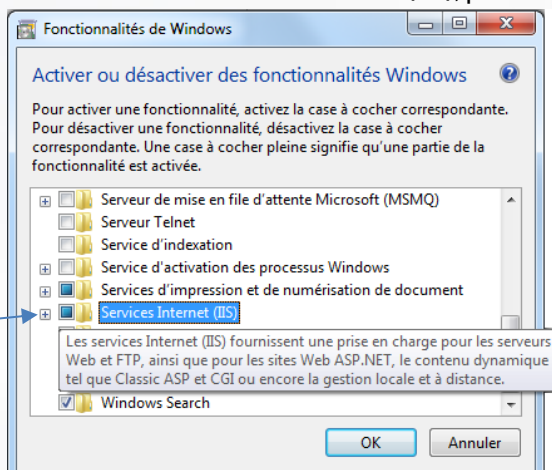 Fonctionnalités de Windows
Activer ou désactiver des fonctionnalités Windows
Pour activer une fonctionnalité, activez la case à cocher correspondante.
Pour désactiver une fonctionnalité, désactivez la case à cocher
correspondante. Une case à cocher pleine signifie qu'une partie de la
fonctionnalité est activée.
Serveur de mise en file d'attente Microsoft (MSMQ)
Serveur Telnet
Service d'indexation
Service d'activation des processus Windows
Services d'impression et de numérisation de document
Services Internet (IIS)
Les services Internet (IIS) fournissent une prise en charge pour les serveurs
Web et FTP, ainsi que pour les sites Web ASP.NET, le contenu dynamique
tel que Classic ASP et CGI ou encore la gestion locale et à distance.
Windows Search
OK
Annuler